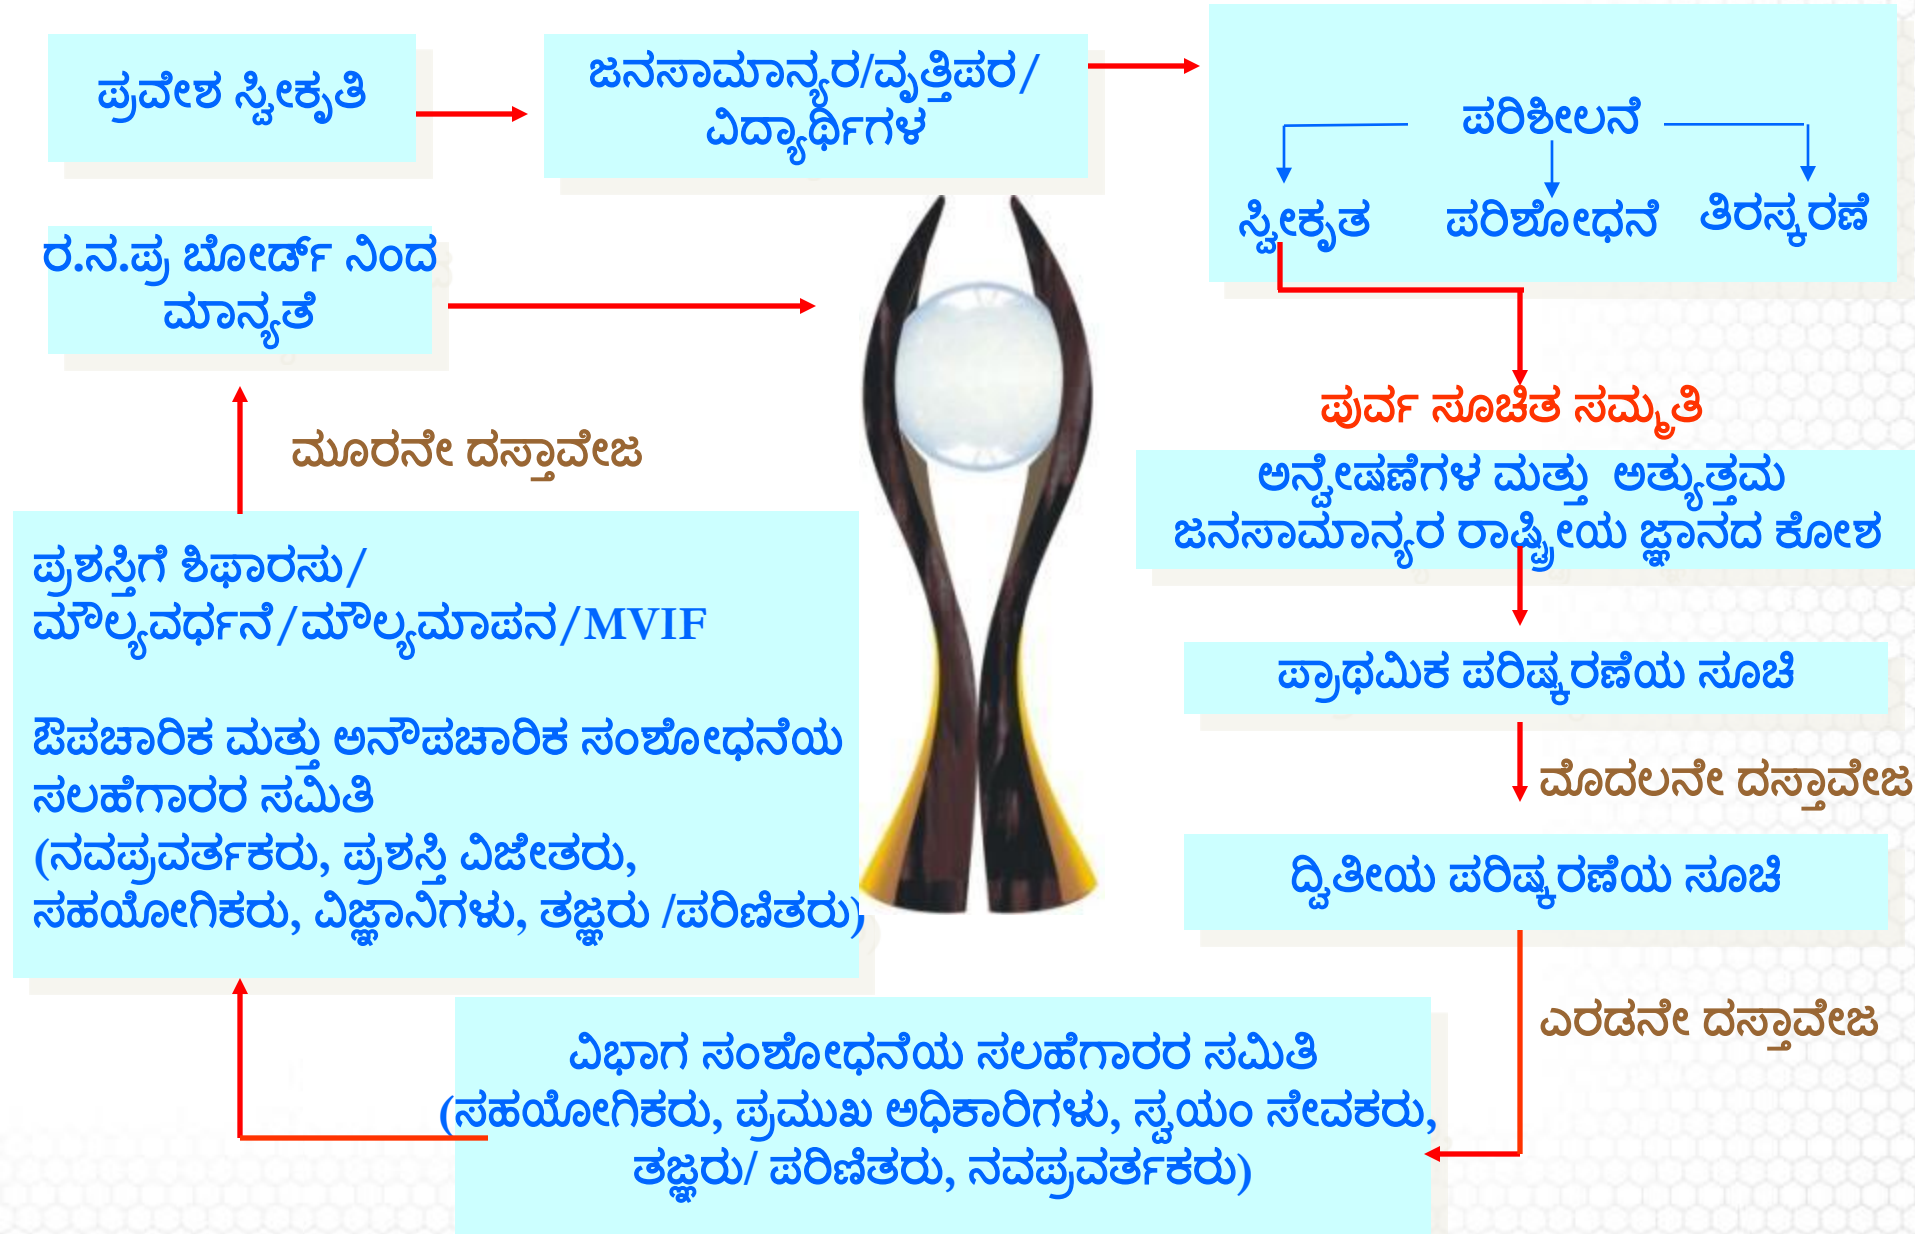 ಪ್ರವೇಶ ಸ್ವೀಕೃತಿ
ಜನಸಾಮಾನ್ಯರ/ವೃತ್ತಿಪರ/
ವಿದ್ಯಾರ್ಥಿಗಳ
ಪರಿಶೀಲನೆ
ಸ್ವೀಕೃತ
ಪರಿಶೋಧನೆ
ತಿರಸ್ಕರಣೆ
ಪುರ್ವ ಸೂಚಿತ ಸಮ್ಮತಿ
ಅನ್ವೇಷಣೆಗಳ ಮತ್ತು ಅತ್ಯುತ್ತಮ
ಜನಸಾಮಾನ್ಯರ ರಾಷ್ಟ್ರೀಯ ಜ್ಞಾನದ ಕೋಶ
ಪ್ರಾಥಮಿಕ ಪರಿಷ್ಕರಣೆಯ ಸೂಚಿ
ಮೊದಲನೇ ದಸ್ತಾವೇಜ
ದ್ವಿತೀಯ ಪರಿಷ್ಕರಣೆಯ ಸೂಚಿ
ಎರಡನೇ ದಸ್ತಾವೇಜ
ವಿಭಾಗ ಸಂಶೋಧನೆಯ ಸಲಹೆಗಾರರ ಸಮಿತಿ
(ಸಹಯೋಗಿಕರು, ಪ್ರಮುಖ ಅಧಿಕಾರಿಗಳು, ಸ್ವಯಂ ಸೇವಕರು,
ತಜ್ಞರು/ ಪರಿಣಿತರು, ನವಪ್ರವರ್ತಕರು)
ಪ್ರಶಸ್ತಿಗೆ ಶಿಫಾರಸು/
ಮೌಲ್ಯವರ್ಧನೆ/ಮೌಲ್ಯಮಾಪನ/MVIF
ಔಪಚಾರಿಕ ಮತ್ತು ಅನೌಪಚಾರಿಕ ಸಂಶೋಧನೆಯ
ಸಲಹೆಗಾರರ ಸಮಿತಿ
(ನವಪ್ರವರ್ತಕರು, ಪ್ರಶಸ್ತಿ ವಿಜೇತರು,
ಸಹಯೋಗಿಕರು, ವಿಜ್ಞಾನಿಗಳು, ತಜ್ಞರು /ಪರಿಣಿತರು)
ಮೂರನೇ ದಸ್ತಾವೇಜ
ರ.ನ.ಪ್ರ ಬೋರ್ಡ್ ನಿಂದ
ಮಾನ್ಯತೆ